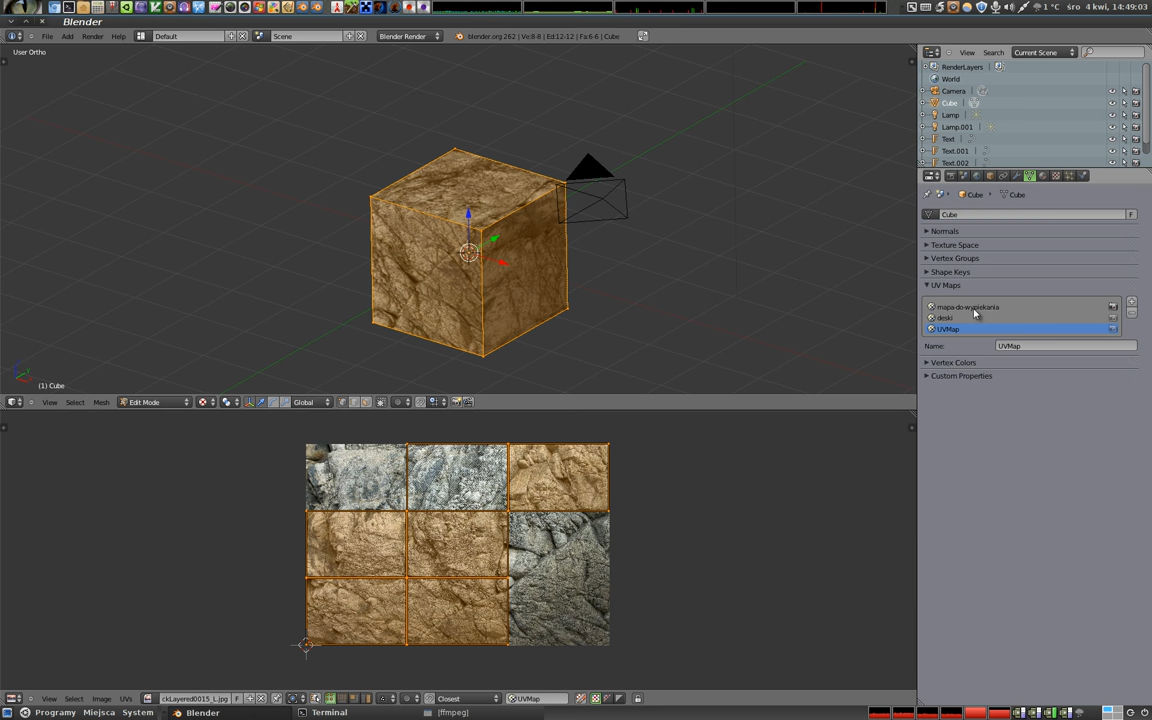 1 °C śro 4 kwi, 14:49:03
Blender
File Add Render Help Default Scene Blender Render blender.org 262 | Ve:8-8 | Ed:12-12 | Fa:6-6 | Cube
User Ortho
View Search Current Scene
RenderLayers
World
Camera
Cube
Lamp
Lamp.001
Text
Text.001
Text.002
Cube Cube
Cube F
Normals
Texture Space
Vertex Groups
Shape Keys
UV Maps
mapa-do-wypiekania
deski
UVMap
Name: UVMap
Vertex Colors
Custom Properties
(1) Cube
View Select Mesh Edit Mode Global
View Select Image UVs ckLayered0015_L.jpg F Closest UVMap
Programy Miejsca System Blender Terminal [ffmpeg]